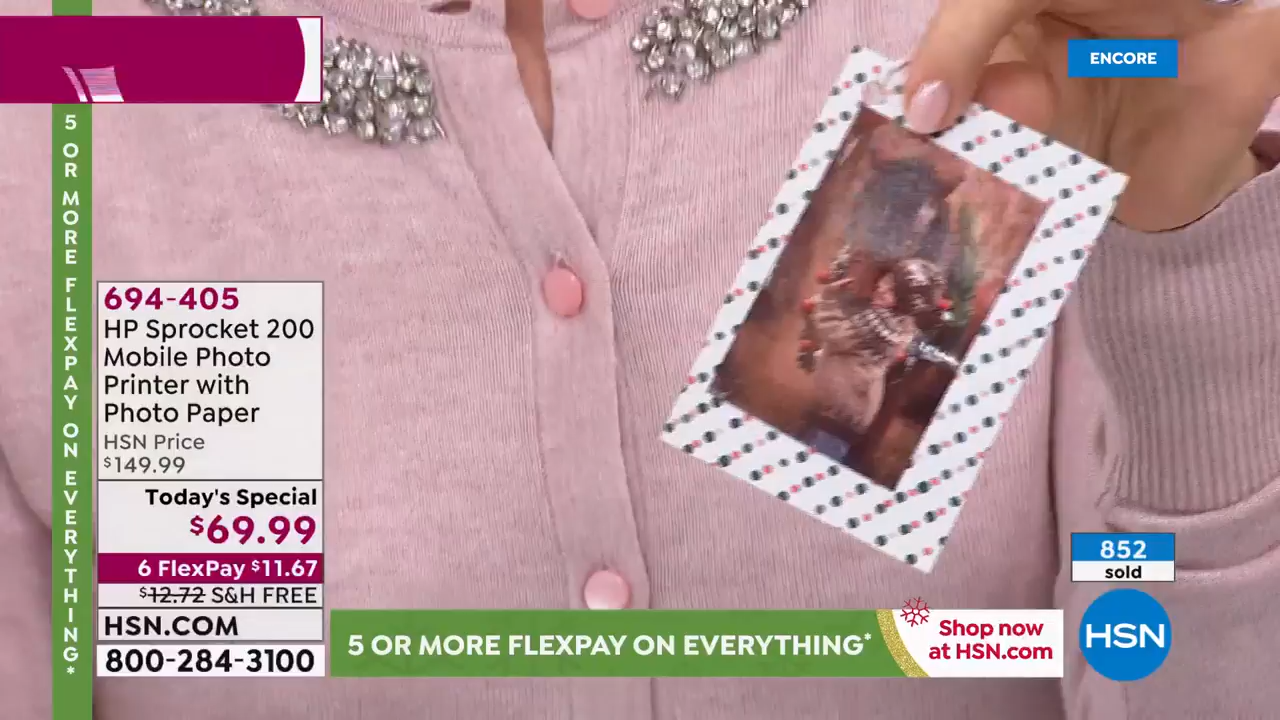 ENCORE
5 OR MORE FLEXPAY ON EVERYTHING*
694-405
HP Sprocket 200
Mobile Photo
Printer with
Photo Paper
HSN Price
$149.99
Today's Special
$69.99
6 FlexPay $11.67
$12.72 S&H FREE
HSN.COM
800-284-3100
5 OR MORE FLEXPAY ON EVERYTHING*
Shop now
at HSN.com
852
sold
HSN